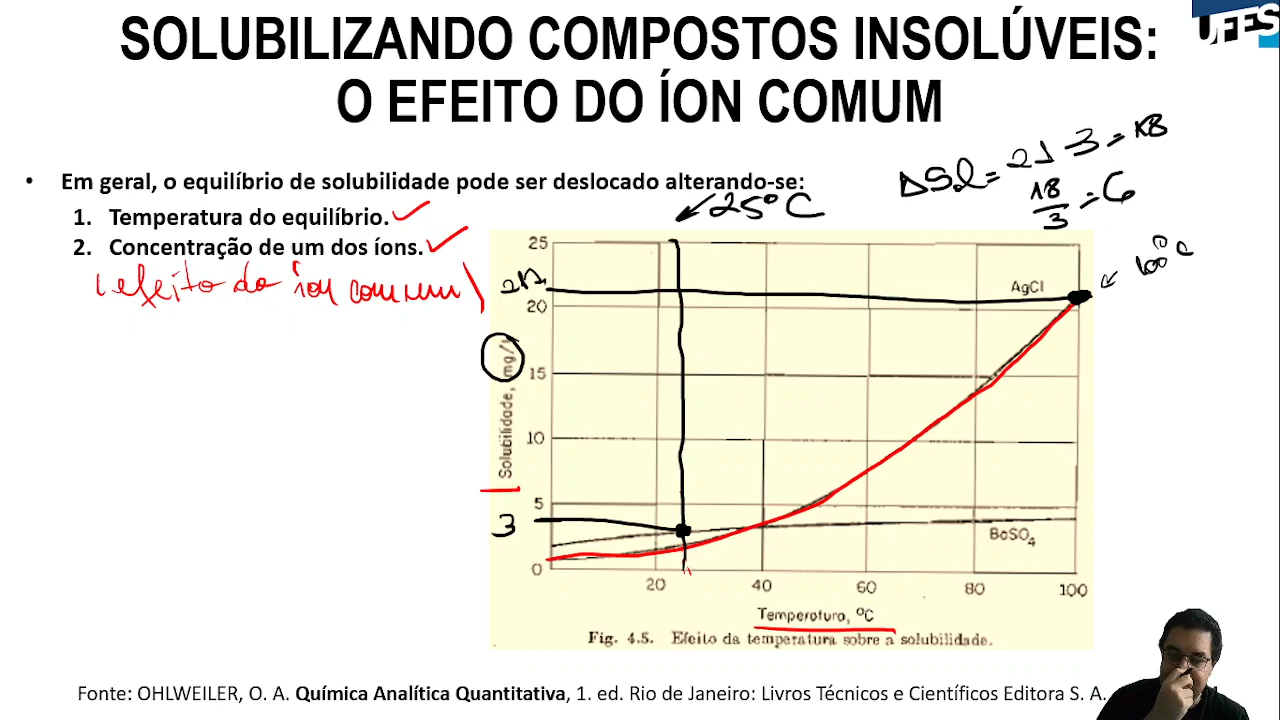 SOLUBILIZANDO COMPOSTOS INSOLÚVEIS:
O EFEITO DO ÍON COMUM
UFES
• Em geral, o equilíbrio de solubilidade pode ser deslocado alterando-se:
1. Temperatura do equilíbrio.
2. Concentração de um dos íons.
(efeito do íon comum)
25°C
ΔSol = 21-3 = 18
18/3 = 6
100°C
25
21
20
15
10
5
3
0
Solubilidade, mg/
AgCl
BaSO4
20 40 60 80 100
Temperatura, ºC
Fig. 4.5. Efeito da temperatura sobre a solubilidade.
Fonte: OHLWEILER, O. A. Química Analítica Quantitativa, 1. ed. Rio de Janeiro: Livros Técnicos e Científicos Editora S. A.